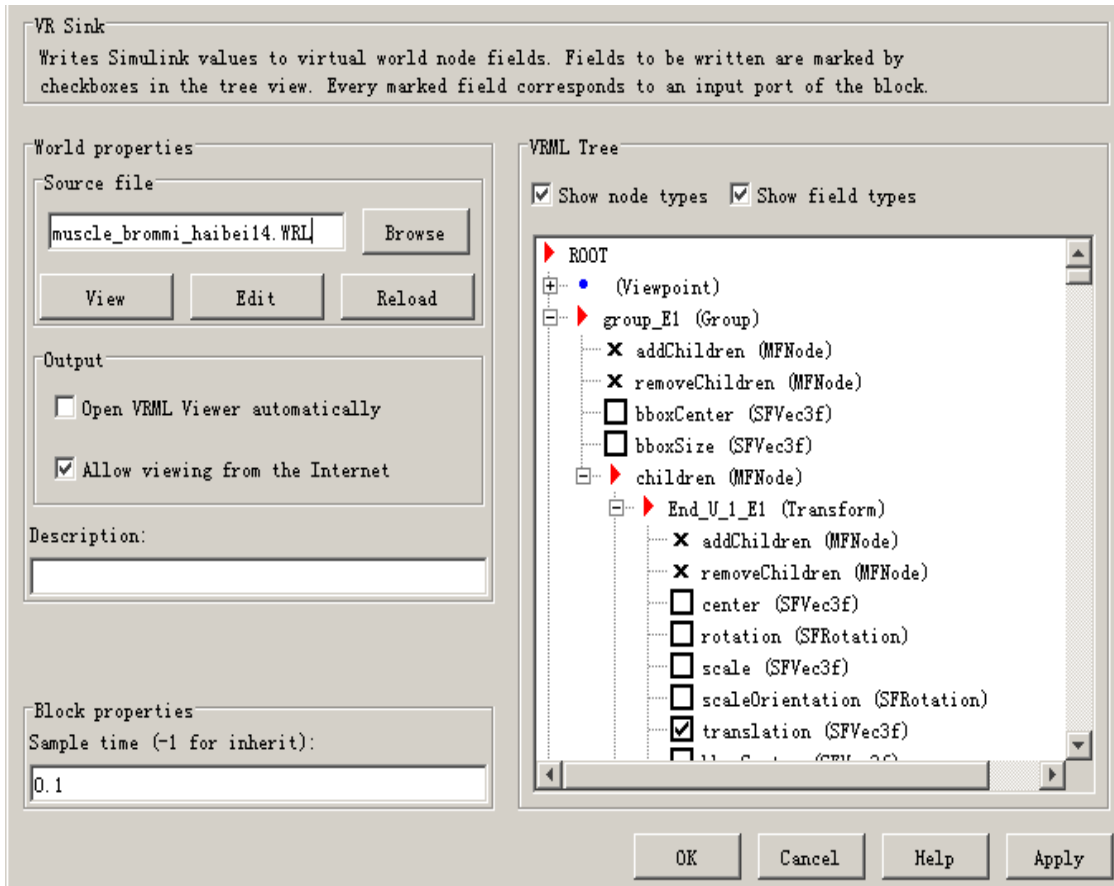 VR Sink
Writes Simulink values to virtual world node fields. Fields to be written are marked by
checkboxes in the tree view. Every marked field corresponds to an input port of the block.
World properties
Source file
muscle_brommi_haibei14.WRL
Browse
View
Edit
Reload
Output
Open VRML Viewer automatically
Allow viewing from the Internet
Description:
Block properties
Sample time (-1 for inherit):
0.1
VRML Tree
Show node types
Show field types
ROOT
(Viewpoint)
group_E1 (Group)
addChildren (MFNode)
removeChildren (MFNode)
bboxCenter (SFVec3f)
bboxSize (SFVec3f)
children (MFNode)
End_U_1_E1 (Transform)
addChildren (MFNode)
removeChildren (MFNode)
center (SFVec3f)
rotation (SFRotation)
scale (SFVec3f)
scaleOrientation (SFRotation)
translation (SFVec3f)
OK
Cancel
Help
Apply